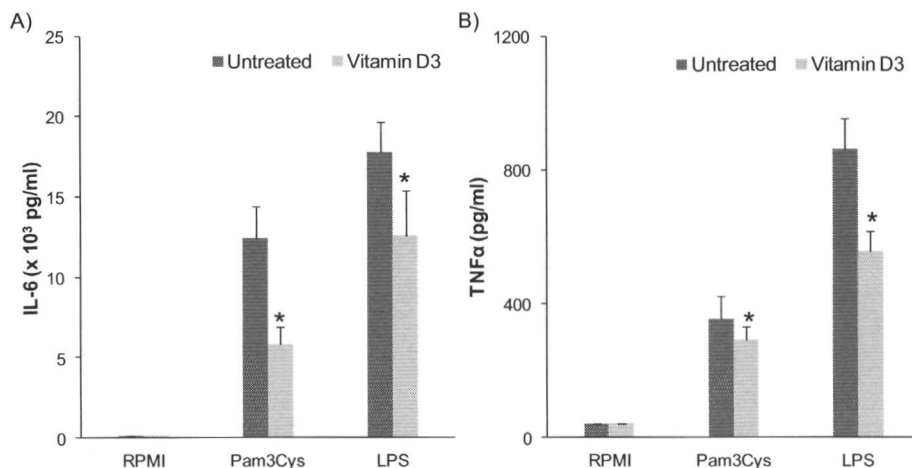 A)
25
20
15
10
5
0
IL-6 (x 10³ pg/ml)
Untreated Vitamin D3
*
*
RPMI Pam3Cys LPS
B)
1200
800
400
0
TNFα (pg/ml)
Untreated Vitamin D3
*
*
RPMI Pam3Cys LPS